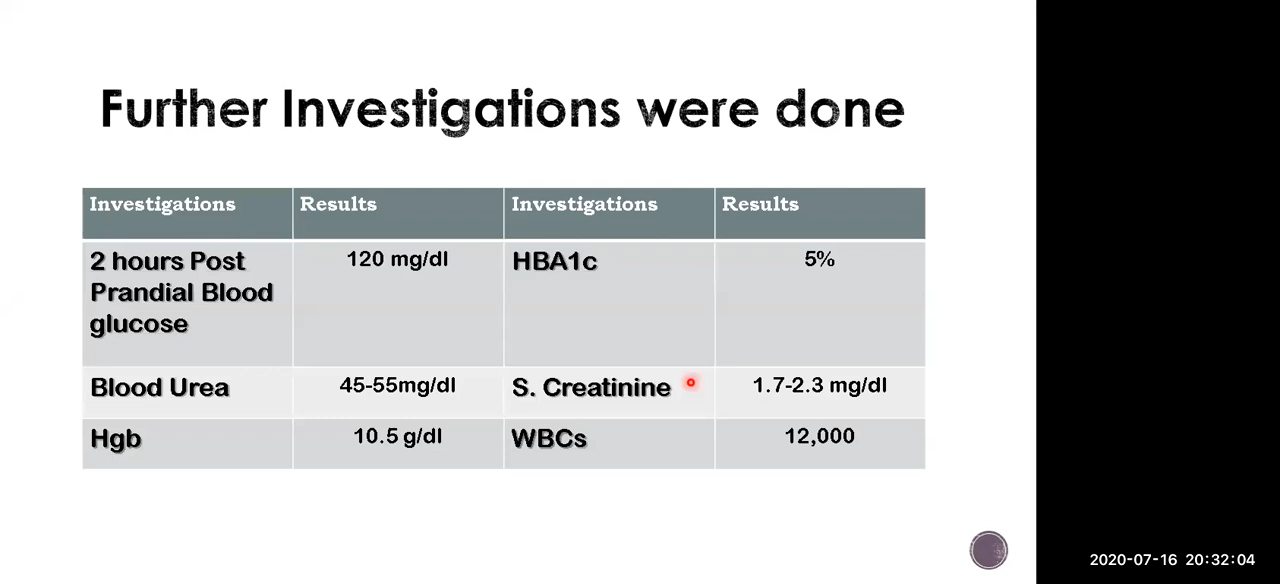 Further Investigations were done
Investigations Results Investigations Results
2 hours Post 120 mg/dl HBA1c 5%
Prandial Blood
glucose
Blood Urea 45-55mg/dl S. Creatinine 1.7-2.3 mg/dl
Hgb 10.5 g/dl WBCs 12,000
2020-07-16 20:32:04